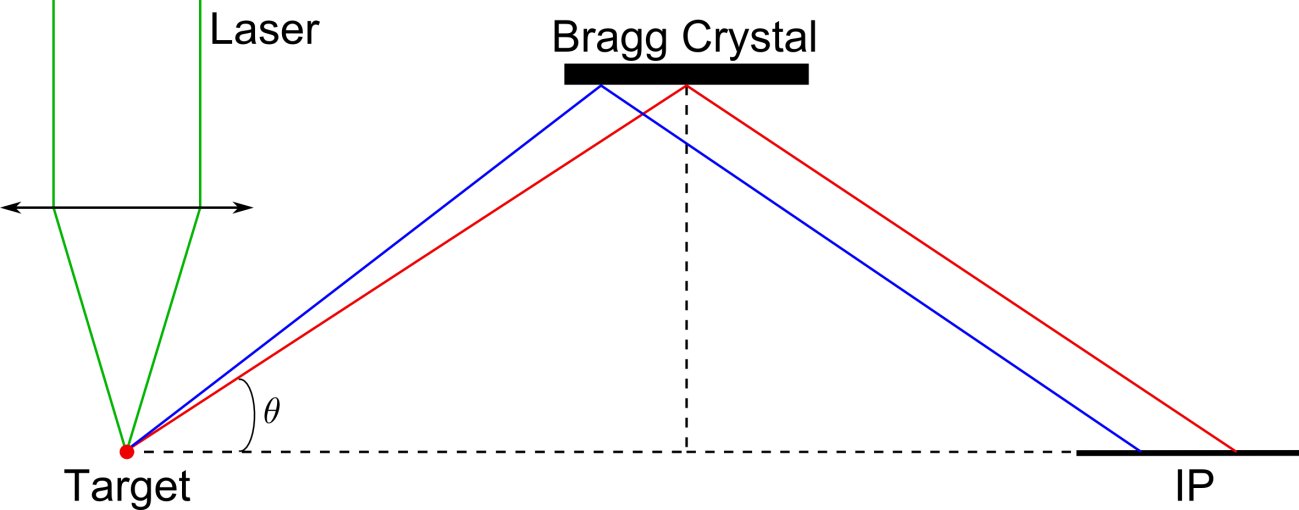 Laser
Bragg Crystal
θ
Target
IP